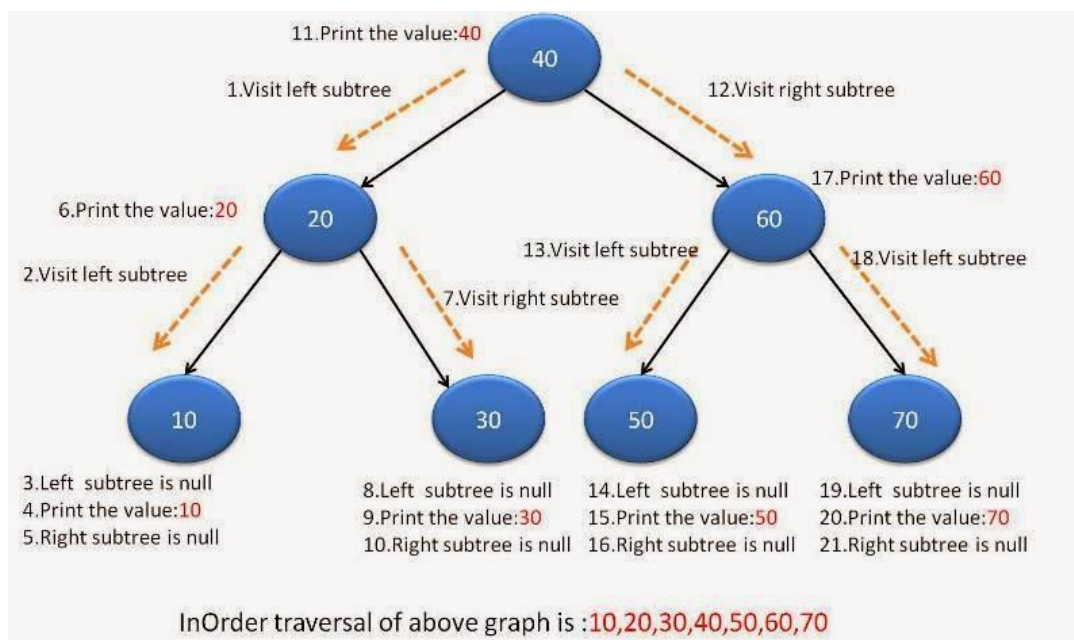 11.Print the value:40
40
1.Visit left subtree
12.Visit right subtree
17.Print the value:60
6.Print the value:20
20
60
13.Visit left subtree
18.Visit left subtree
2.Visit left subtree
7.Visit right subtree
10
30
50
70
3.Left subtree is null
4.Print the value:10
5.Right subtree is null
8.Left subtree is null
9.Print the value:30
10.Right subtree is null
14.Left subtree is null
15.Print the value:50
16.Right subtree is null
19.Left subtree is null
20.Print the value:70
21.Right subtree is null
InOrder traversal of above graph is :10,20,30,40,50,60,70